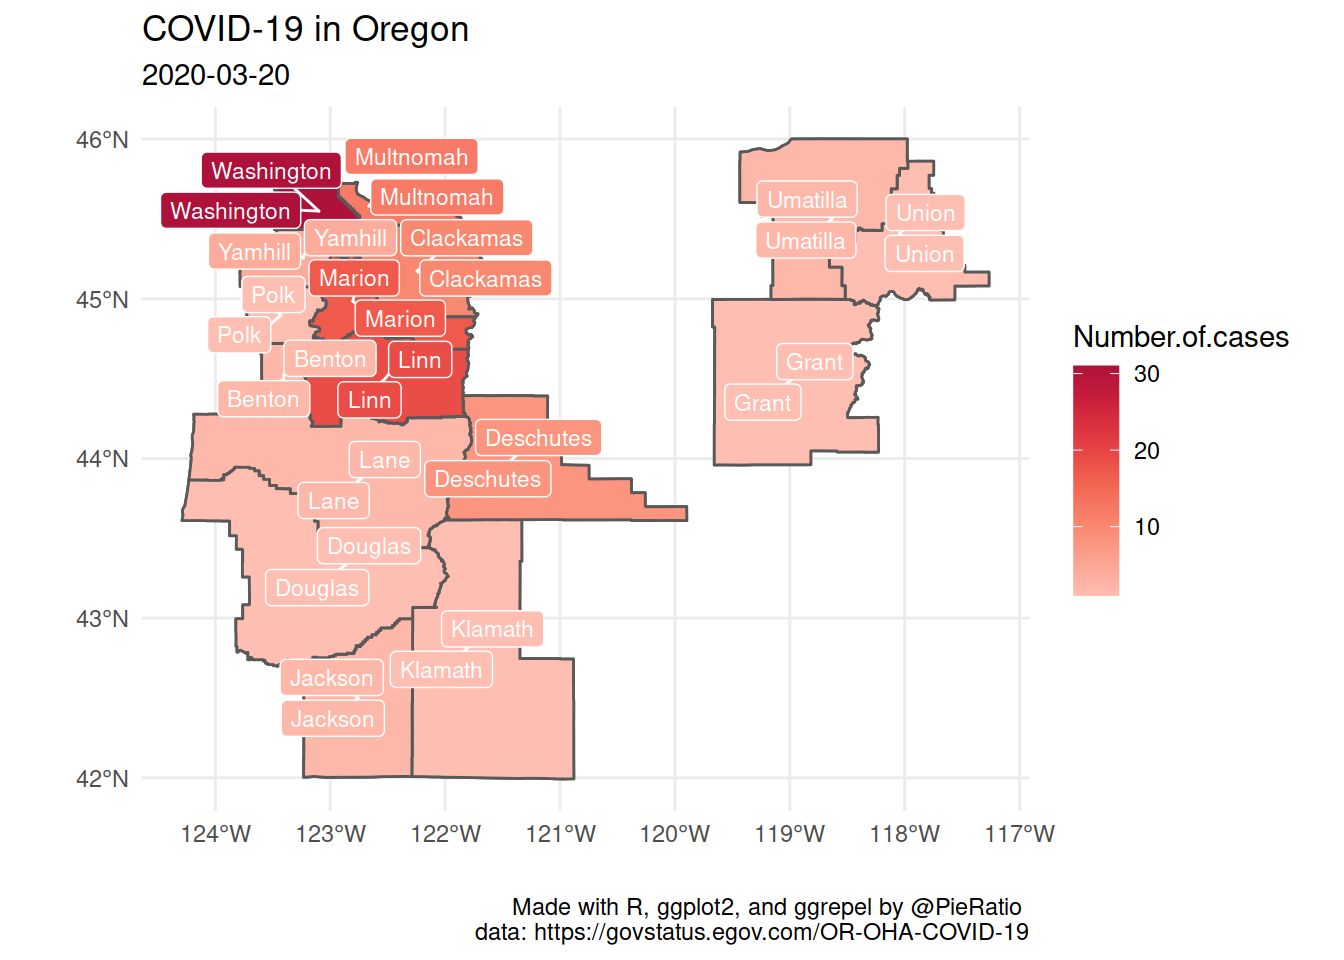 COVID-19 in Oregon
2020-03-20
46°N
45°N
44°N
43°N
42°N
Multnomah
Washington
Multnomah
Washington
Yamhill
Clackamas
Yamhill
Marion
Clackamas
Polk
Marion
Polk
Benton
Linn
Benton
Linn
Deschutes
Lane
Deschutes
Lane
Douglas
Douglas
Klamath
Klamath
Jackson
Jackson
Umatilla
Union
Umatilla
Union
Grant
Grant
124°W 123°W 122°W 121°W 120°W 119°W 118°W 117°W
Number.of.cases
30
20
10
Made with R, ggplot2, and ggrepel by @PieRatio
data: https://govstatus.egov.com/OR-OHA-COVID-19